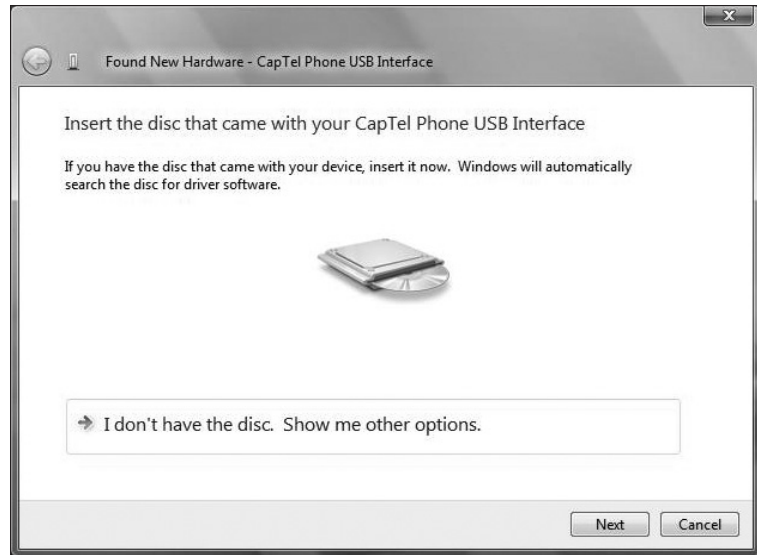 X
Found New Hardware - CapTel Phone USB Interface
Insert the disc that came with your CapTel Phone USB Interface
If you have the disc that came with your device, insert it now.  Windows will automatically
search the disc for driver software.
I don't have the disc.  Show me other options.
Next Cancel